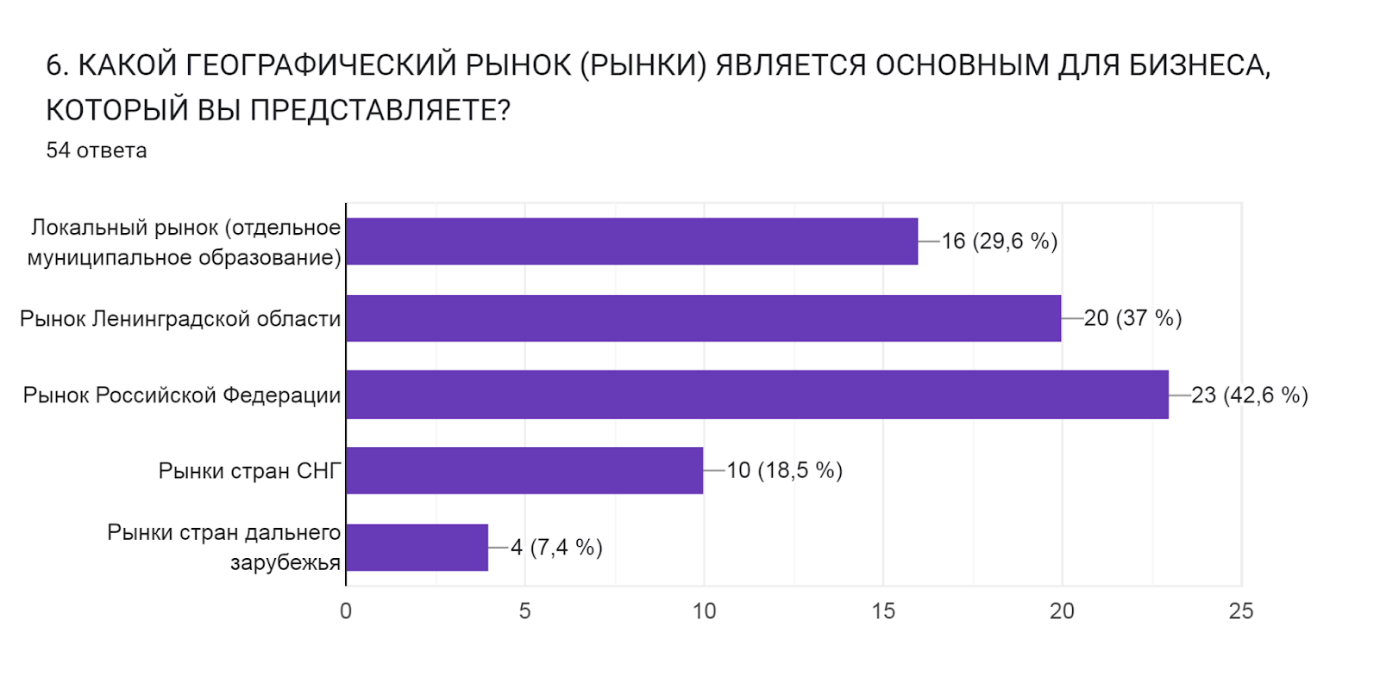 6. КАКОЙ ГЕОГРАФИЧЕСКИЙ РЫНОК (РЫНКИ) ЯВЛЯЕТСЯ ОСНОВНЫМ ДЛЯ БИЗНЕСА,
КОТОРЫЙ ВЫ ПРЕДСТАВЛЯЕТЕ?
54 ответа
Локальный рынок (отдельное
муниципальное образование)
16 (29,6 %)
Рынок Ленинградской области
20 (37 %)
Рынок Российской Федерации
23 (42,6 %)
Рынки стран СНГ
10 (18,5 %)
Рынки стран дальнего
зарубежья
4 (7,4 %)
0 5 10 15 20 25